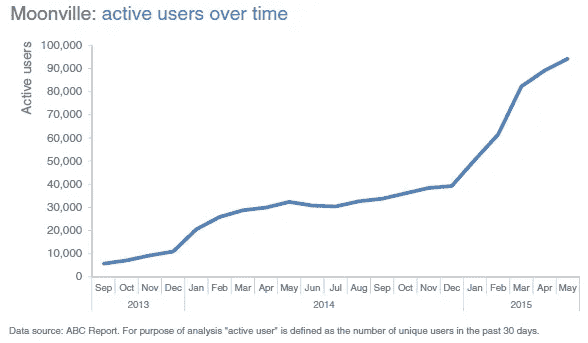 Moonville: active users over time
Active users
100,000
90,000
80,000
70,000
60,000
50,000
40,000
30,000
20,000
10,000
0
Sep Oct Nov Dec Jan Feb Mar Apr May Jun Jul Aug Sep Oct Nov Dec Jan Feb Mar Apr May
2013 2014 2015
Data source: ABC Report. For purpose of analysis "active user" is defined as the number of unique users in the past 30 days.